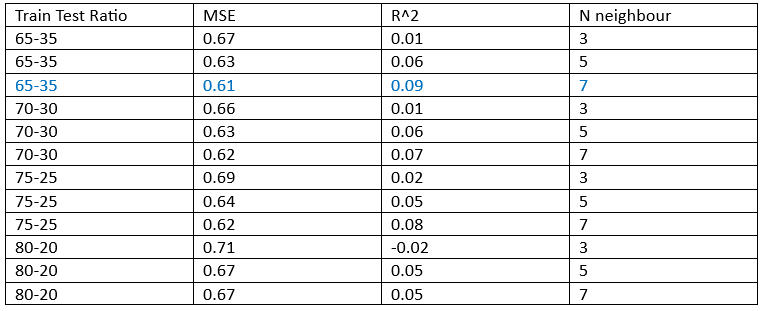 Train Test Ratio MSE R^2 N neighbour
65-35 0.67 0.01 3
65-35 0.63 0.06 5
65-35 0.61 0.09 7
70-30 0.66 0.01 3
70-30 0.63 0.06 5
70-30 0.62 0.07 7
75-25 0.69 0.02 3
75-25 0.64 0.05 5
75-25 0.62 0.08 7
80-20 0.71 -0.02 3
80-20 0.67 0.05 5
80-20 0.67 0.05 7